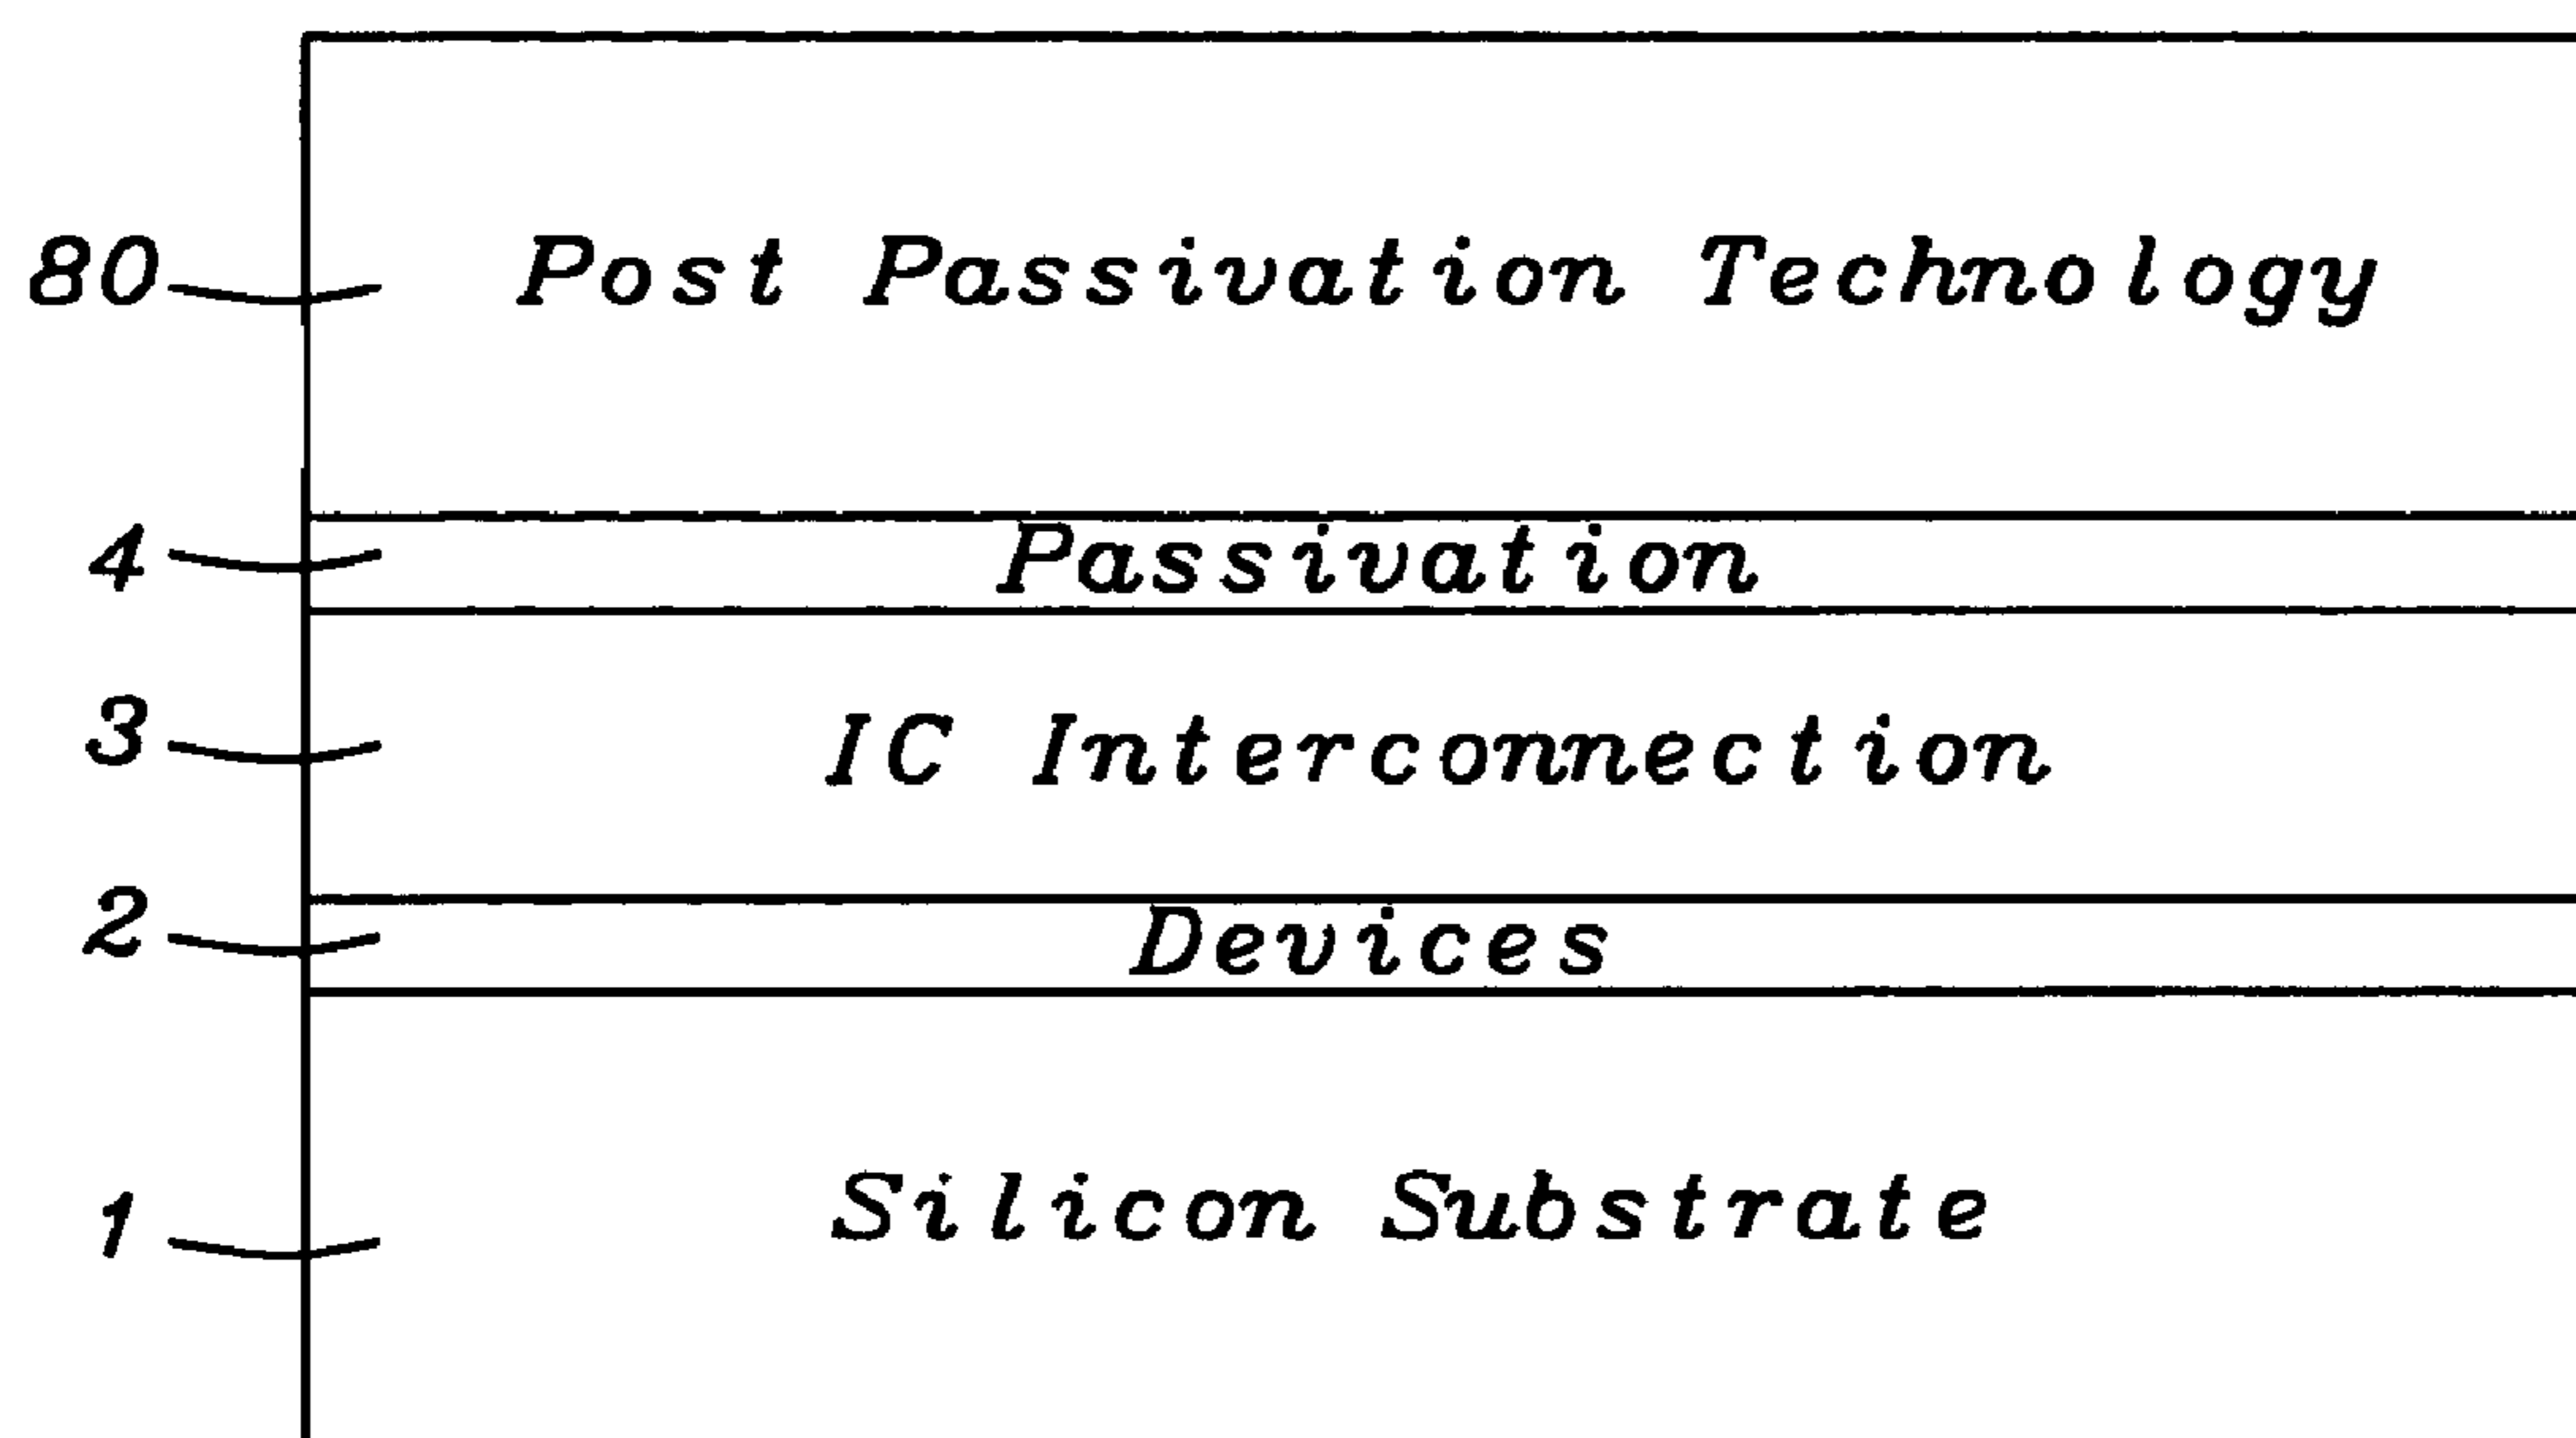 80 Post Passivation Technology
4 Passivation
3 IC Interconnection
2 Devices
1 Silicon Substrate